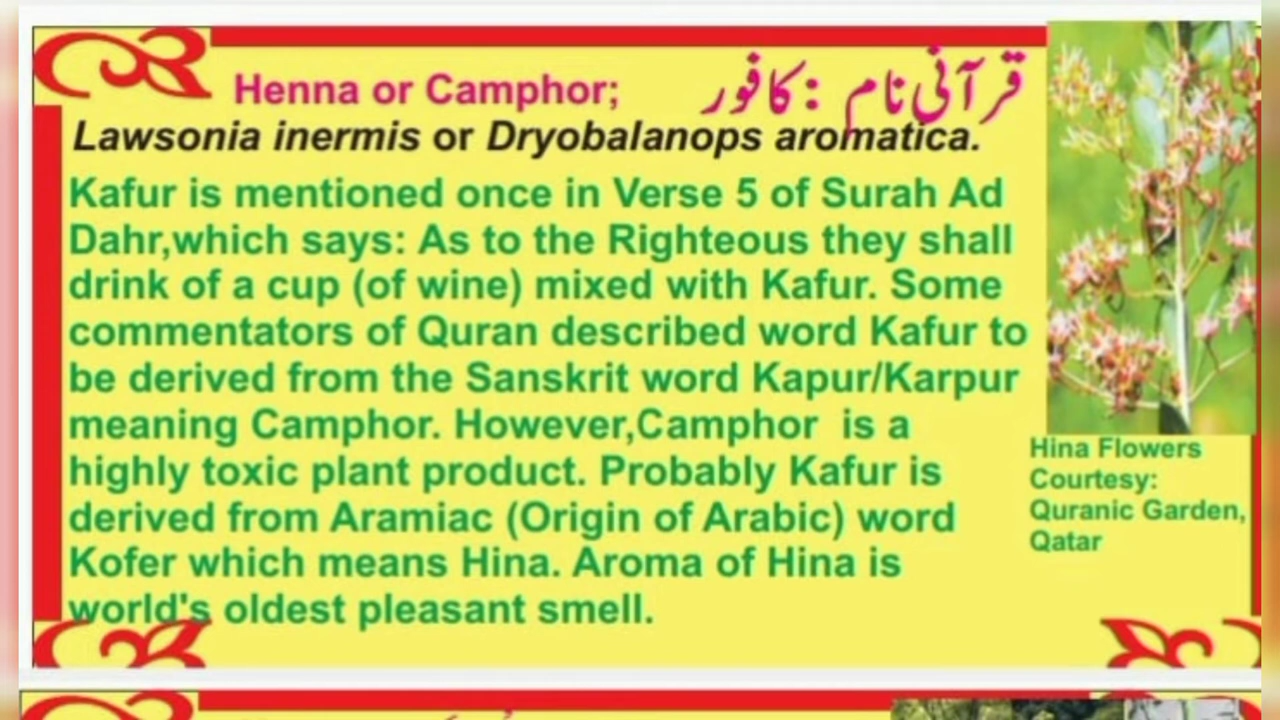 Henna or Camphor; قرآنی نام : کافور
Lawsonia inermis or Dryobalanops aromatica.
Kafur is mentioned once in Verse 5 of Surah Ad
Dahr,which says: As to the Righteous they shall
drink of a cup (of wine) mixed with Kafur. Some
commentators of Quran described word Kafur to
be derived from the Sanskrit word Kapur/Karpur
meaning Camphor. However,Camphor is a
highly toxic plant product. Probably Kafur is
derived from Aramiac (Origin of Arabic) word
Kofer which means Hina. Aroma of Hina is
world's oldest pleasant smell.
Hina Flowers
Courtesy:
Quranic Garden,
Qatar